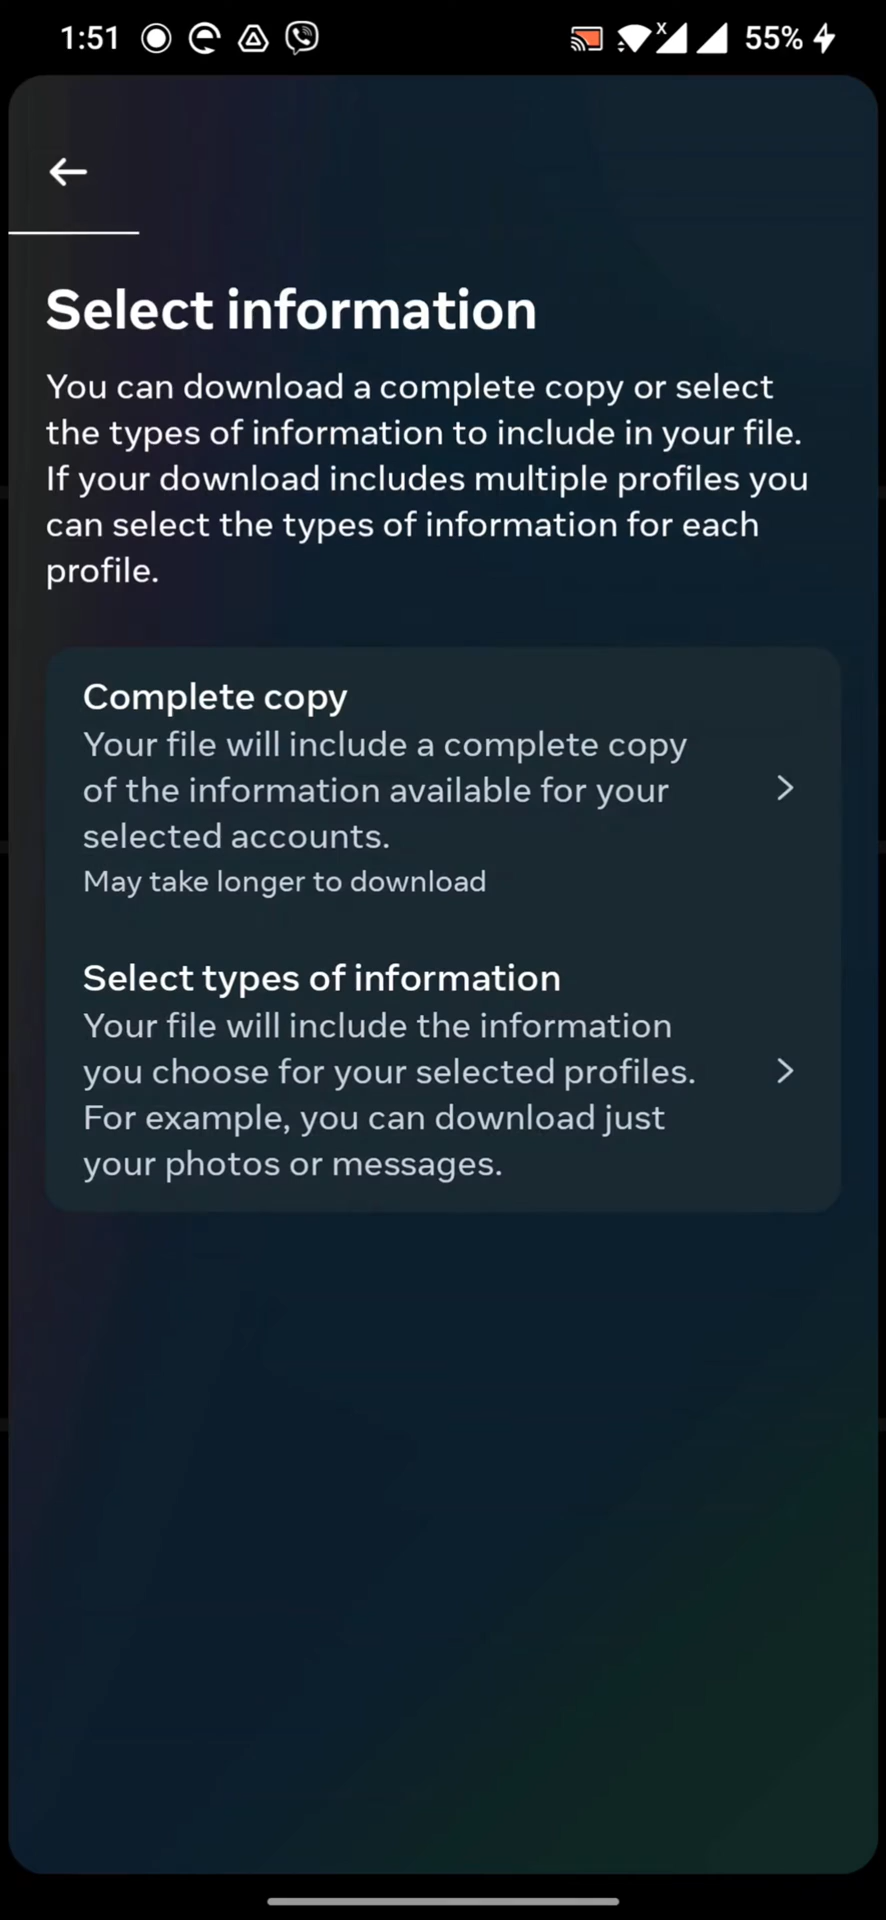 1:51
55%
Select information
You can download a complete copy or select
the types of information to include in your file.
If your download includes multiple profiles you
can select the types of information for each
profile.
Complete copy
Your file will include a complete copy
of the information available for your
selected accounts.
May take longer to download
Select types of information
Your file will include the information
you choose for your selected profiles.
For example, you can download just
your photos or messages.